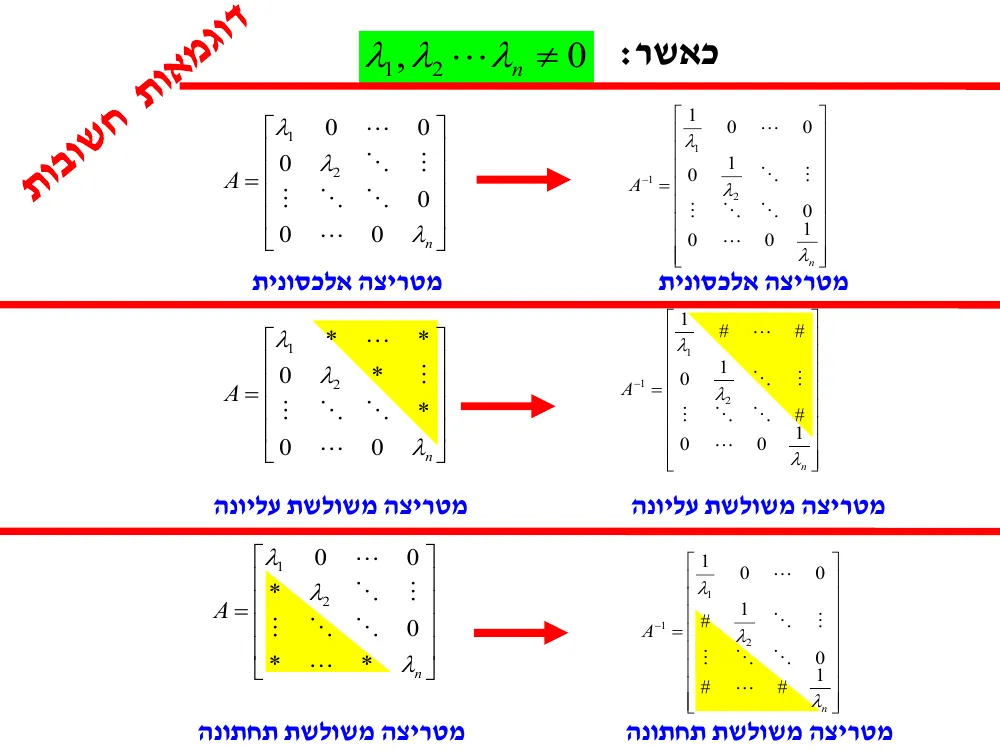 דוגמאות חשובות
כאשר: λ₁, λ₂ ⋯ λₙ ≠ 0
A = [λ₁ 0 ⋯ 0
0 λ₂ ⋱ ⋮
⋮ ⋱ ⋱ 0
0 ⋯ 0 λₙ]
מטריצה אלכסונית
A⁻¹ = [1/λ₁ 0 ⋯ 0
0 1/λ₂ ⋱ ⋮
⋮ ⋱ ⋱ 0
0 ⋯ 0 1/λₙ]
מטריצה אלכסונית
A = [λ₁ * ⋯ *
0 λ₂ * ⋮
⋮ ⋱ ⋱ *
0 ⋯ 0 λₙ]
מטריצה משולשת עליונה
A⁻¹ = [1/λ₁ # ⋯ #
0 1/λ₂ ⋱ ⋮
⋮ ⋱ ⋱ #
0 ⋯ 0 1/λₙ]
מטריצה משולשת עליונה
A = [λ₁ 0 ⋯ 0
* λ₂ ⋱ ⋮
⋮ ⋱ ⋱ 0
* ⋯ * λₙ]
מטריצה משולשת תחתונה
A⁻¹ = [1/λ₁ 0 ⋯ 0
# 1/λ₂ ⋱ ⋮
⋮ ⋱ ⋱ 0
# ⋯ # 1/λₙ]
מטריצה משולשת תחתונה